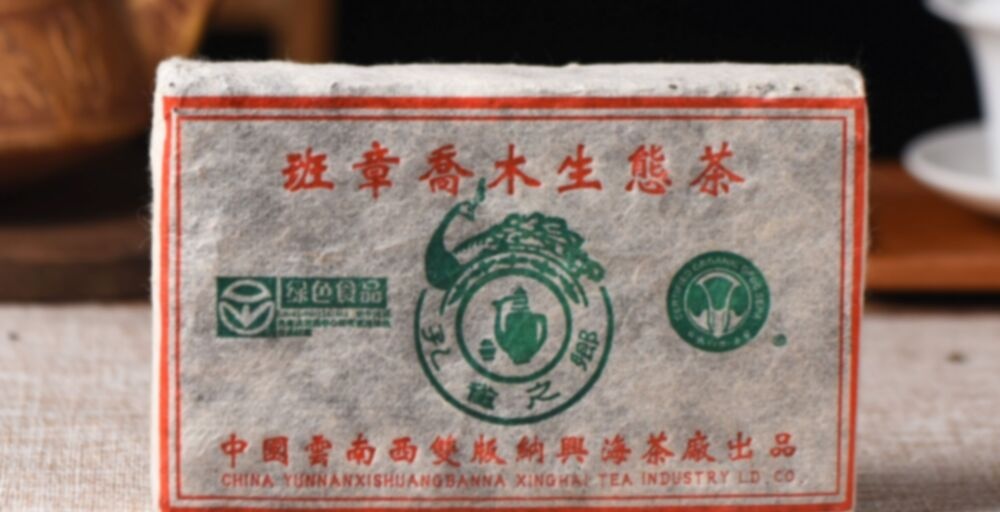 班章喬木生態茶
绿色食品
孔雀之鄉
中國雲南西雙版納興海茶廠出品
CHINA YUNNANXISHUANGBANNA XINGHAI TEA INDUSTRY LD.CO.